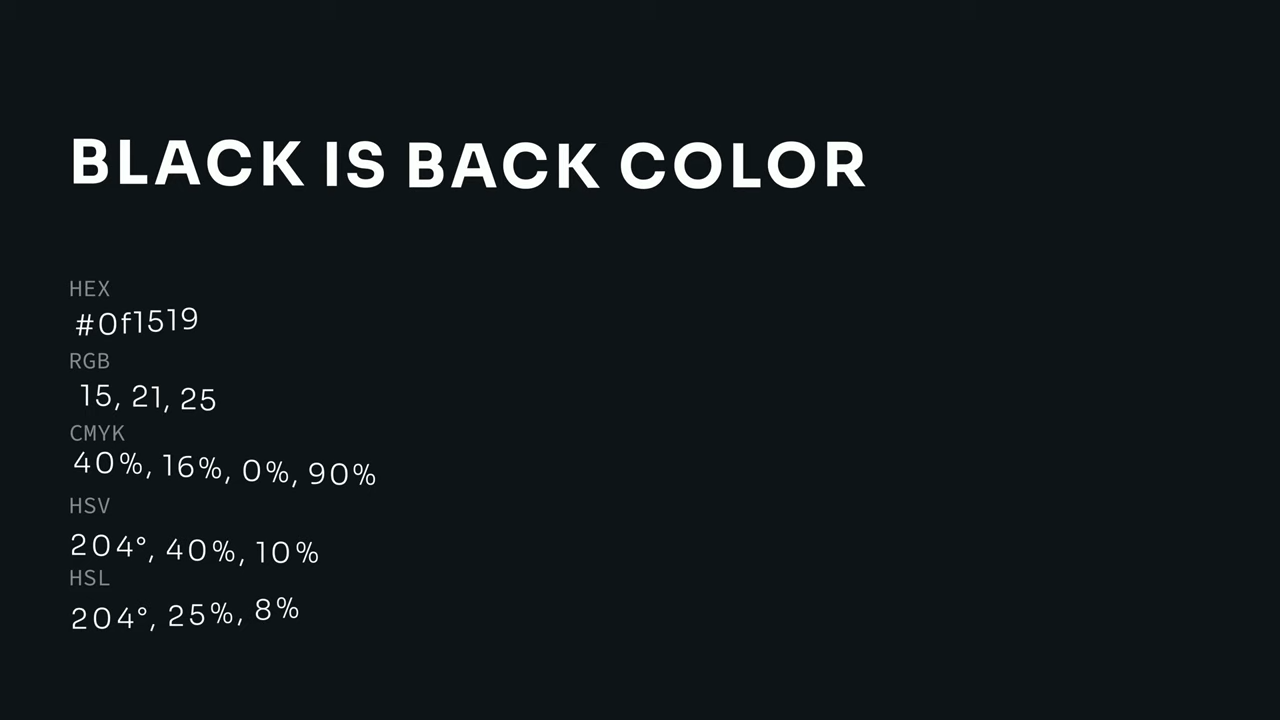 BLACK IS BACK COLOR
HEX
#0f1519
RGB
15, 21, 25
CMYK
40%, 16%, 0%, 90%
HSV
204°, 40%, 10%
HSL
204°, 25%, 8%